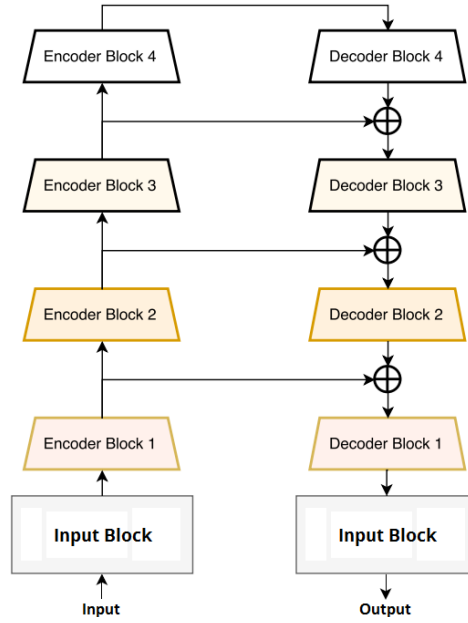 Encoder Block 4
Decoder Block 4
Encoder Block 3
Decoder Block 3
Encoder Block 2
Decoder Block 2
Encoder Block 1
Decoder Block 1
Input Block
Input Block
Input
Output